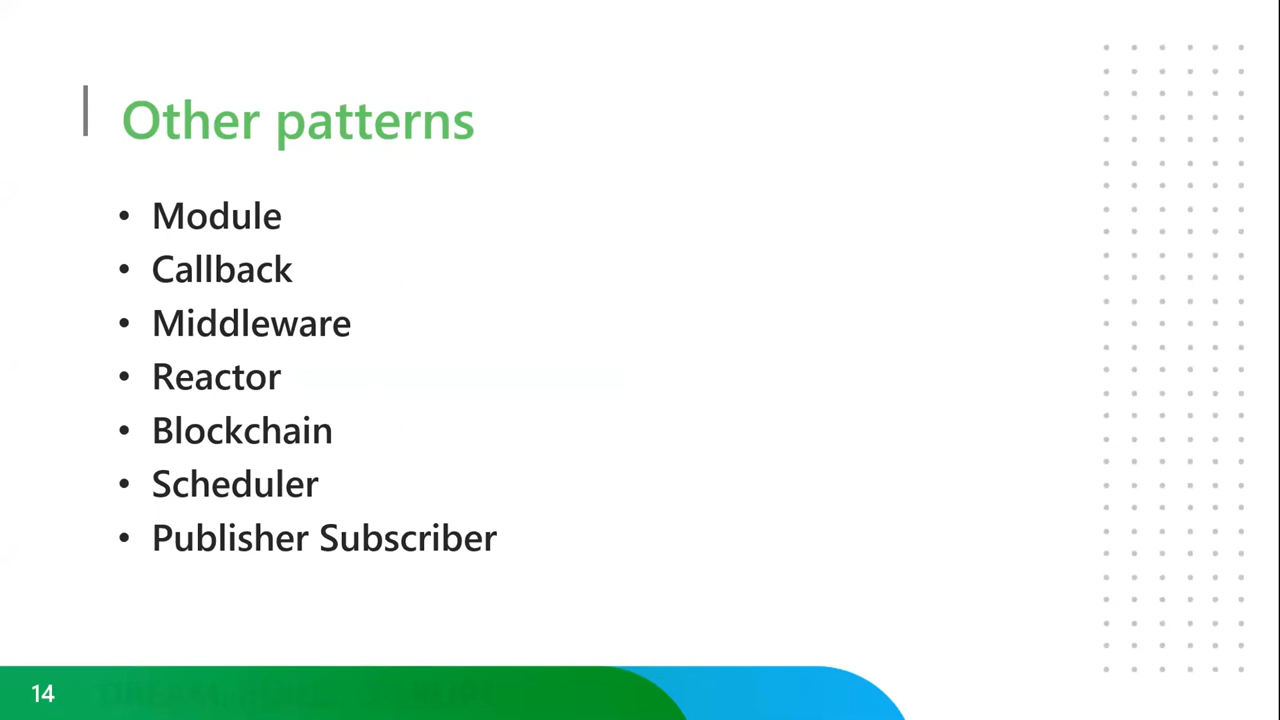 Other patterns
• Module
• Callback
• Middleware
• Reactor
• Blockchain
• Scheduler
• Publisher Subscriber
14